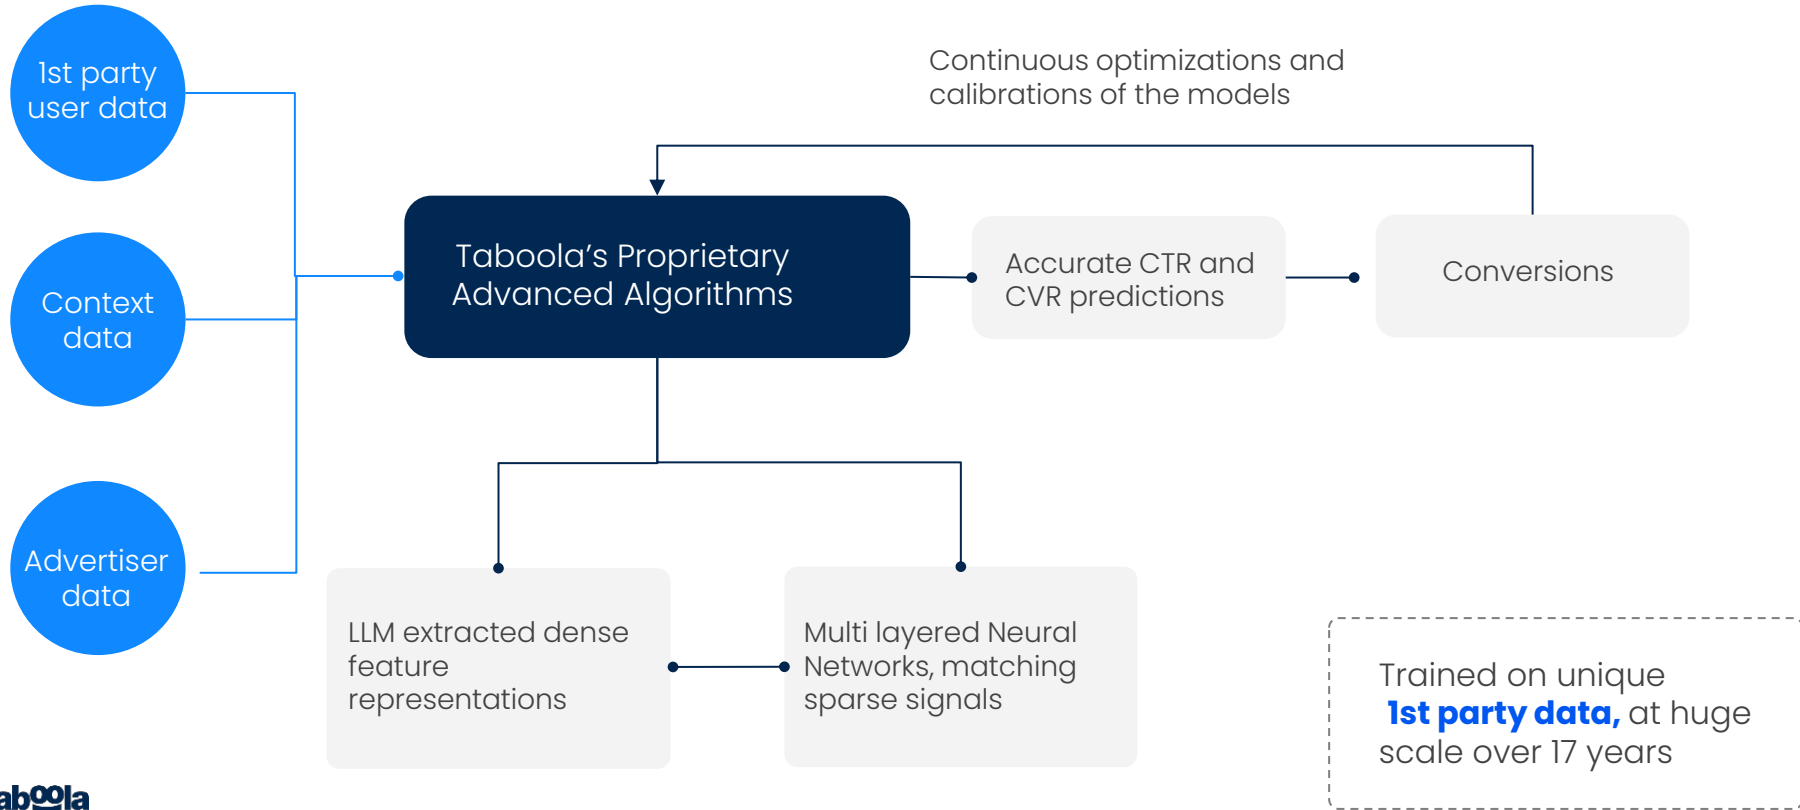 1st party
user data
Continuous optimizations and
calibrations of the models
Taboola's Proprietary
Advanced Algorithms
Accurate CTR and
CVR predictions
Conversions
Context
data
Advertiser
data
LLM extracted dense
feature
representations
Multi layered Neural
Networks, matching
sparse signals
Trained on unique
1st party data, at huge
scale over 17 years